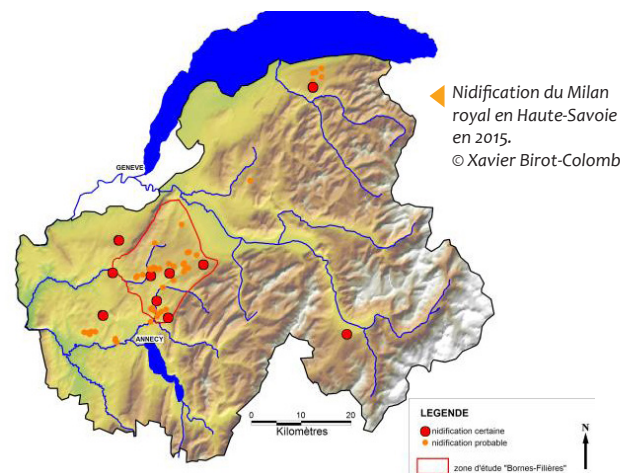 Nidification du Milan
royal en Haute-Savoie
en 2015.
© Xavier Birot-Colomb
GENEVE
ANNECY
0 10 20
Kilomètres
LEGENDE
nidification certaine
nidification probable
zone d'étude "Bornes-Filières"
N